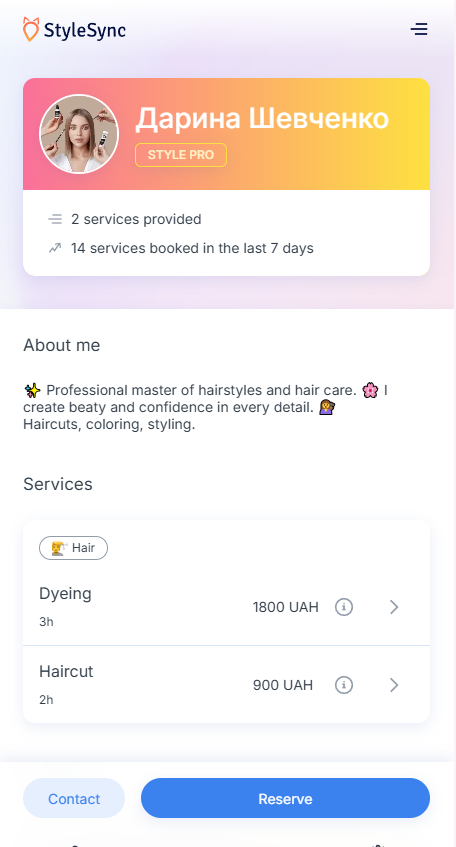 StyleSync
Дарина Шевченко
STYLE PRO
2 services provided
14 services booked in the last 7 days
About me
✨ Professional master of hairstyles and hair care. 🌸 I
create beaty and confidence in every detail. 💇‍♀️
Haircuts, coloring, styling.
Services
💇‍♂️ Hair
Dyeing
1800 UAH
3h
Haircut
900 UAH
2h
Contact
Reserve